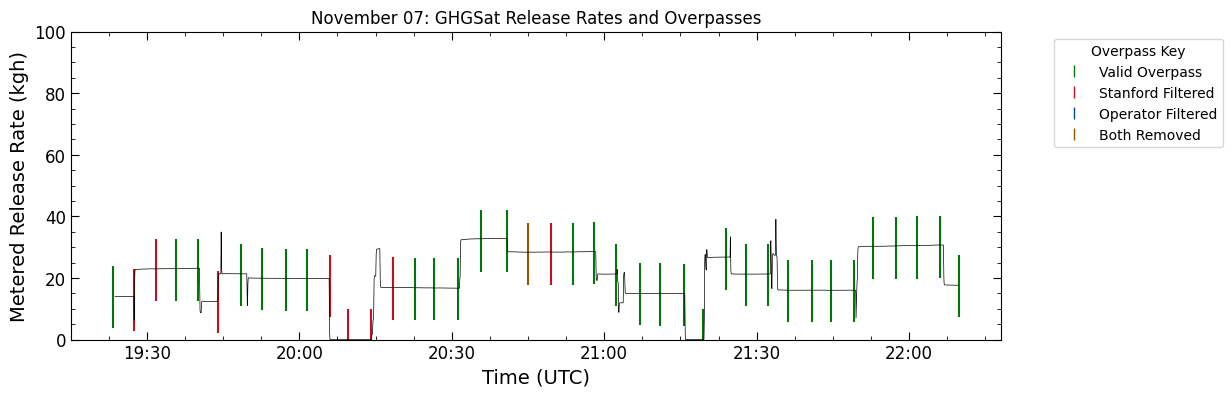 November 07: GHGSat Release Rates and Overpasses
Metered Release Rate (kgh)
100
80
60
40
20
0
19:30
20:00
20:30
21:00
21:30
22:00
Time (UTC)
Overpass Key
Valid Overpass
Stanford Filtered
Operator Filtered
Both Removed